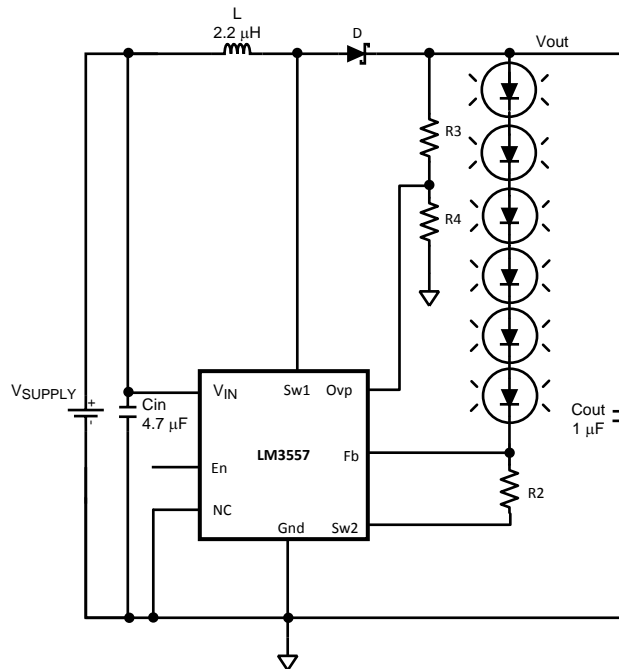 L
2.2 μH
D
Vout
R3
R4
VSUPPLY
+
-
Cin
4.7 μF
VIN
Sw1
Ovp
En
LM3557
Fb
NC
Gnd
Sw2
R2
Cout
1 μF